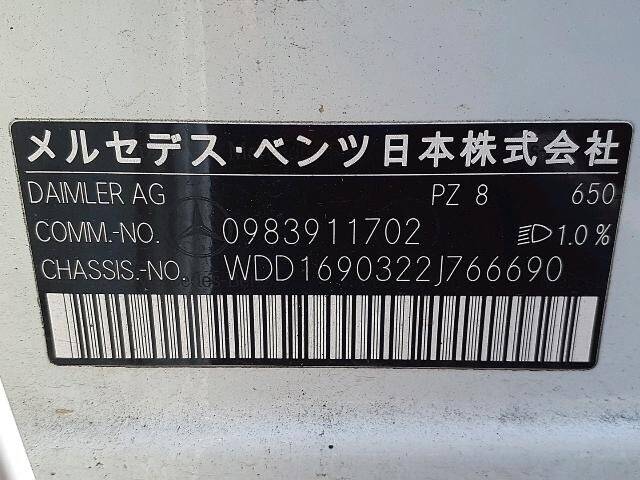 メルセデス・ベンツ日本株式会社
DAIMLER AG PZ 8 650
COMM.-NO. 0983911702 1.0 %
CHASSIS.-NO. WDD1690322J766690